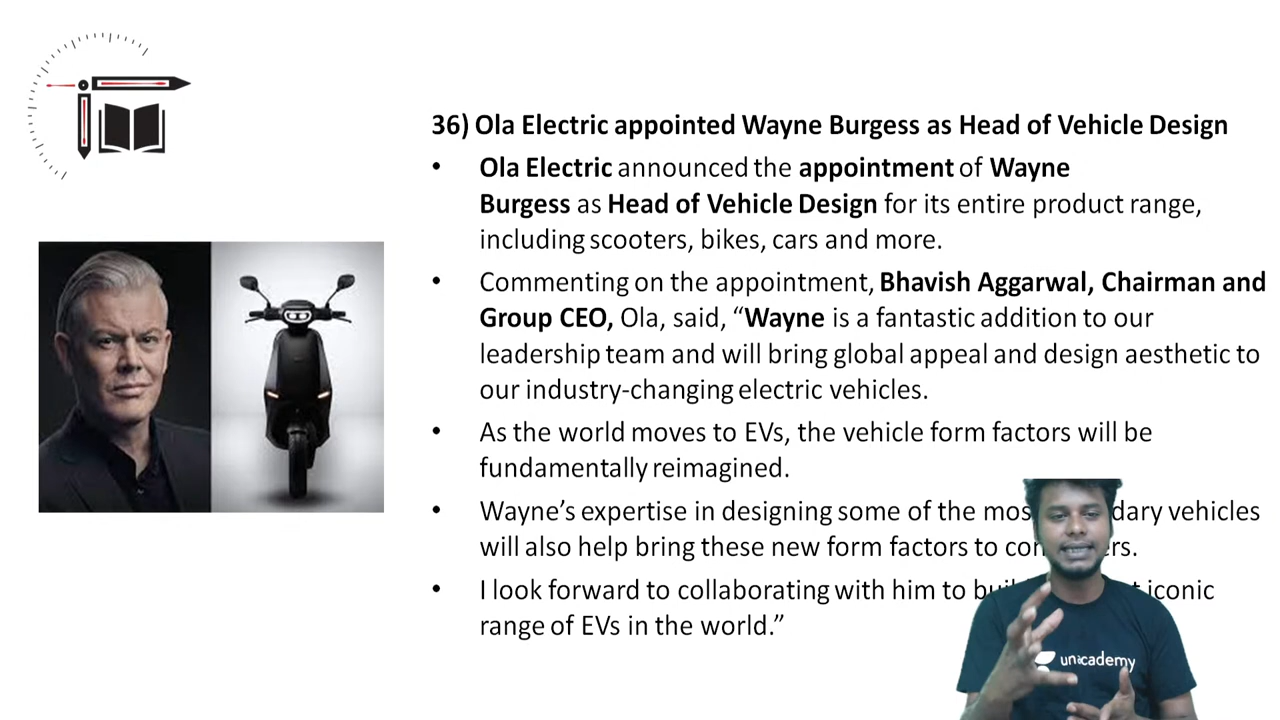 36) Ola Electric appointed Wayne Burgess as Head of Vehicle Design
• Ola Electric announced the appointment of Wayne
Burgess as Head of Vehicle Design for its entire product range,
including scooters, bikes, cars and more.
• Commenting on the appointment, Bhavish Aggarwal, Chairman and
Group CEO, Ola, said, “Wayne is a fantastic addition to our
leadership team and will bring global appeal and design aesthetic to
our industry-changing electric vehicles.
• As the world moves to EVs, the vehicle form factors will be
fundamentally reimagined.
• Wayne’s expertise in designing some of the vehicles
will also help bring these new form factors to
• I look forward to collaborating with him to iconic
range of EVs in the world.”
unacademy